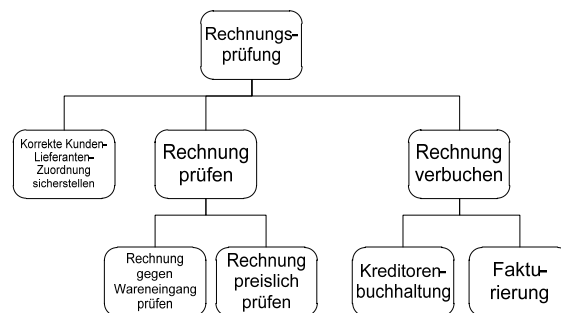 Rechnungs-
prüfung
Korrekte Kunden-
Lieferanten-
Zuordnung
sicherstellen
Rechnung
prüfen
Rechnung
verbuchen
Rechnung
gegen
Wareneingang
prüfen
Rechnung
preislich
prüfen
Kreditoren-
buchhaltung
Faktu-
rierung